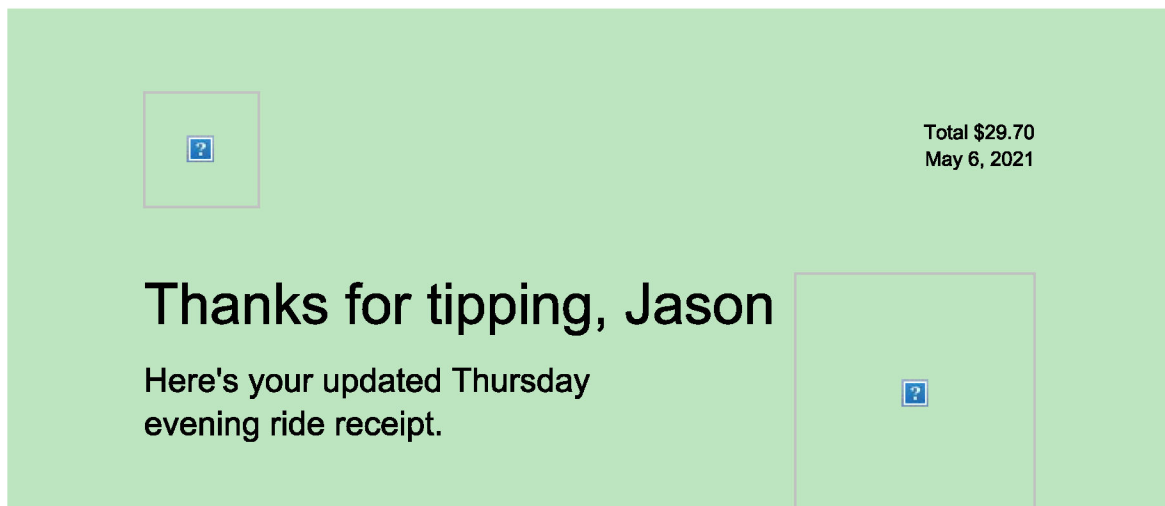 Total $29.70
May 6, 2021
Thanks for tipping, Jason
Here's your updated Thursday
evening ride receipt.